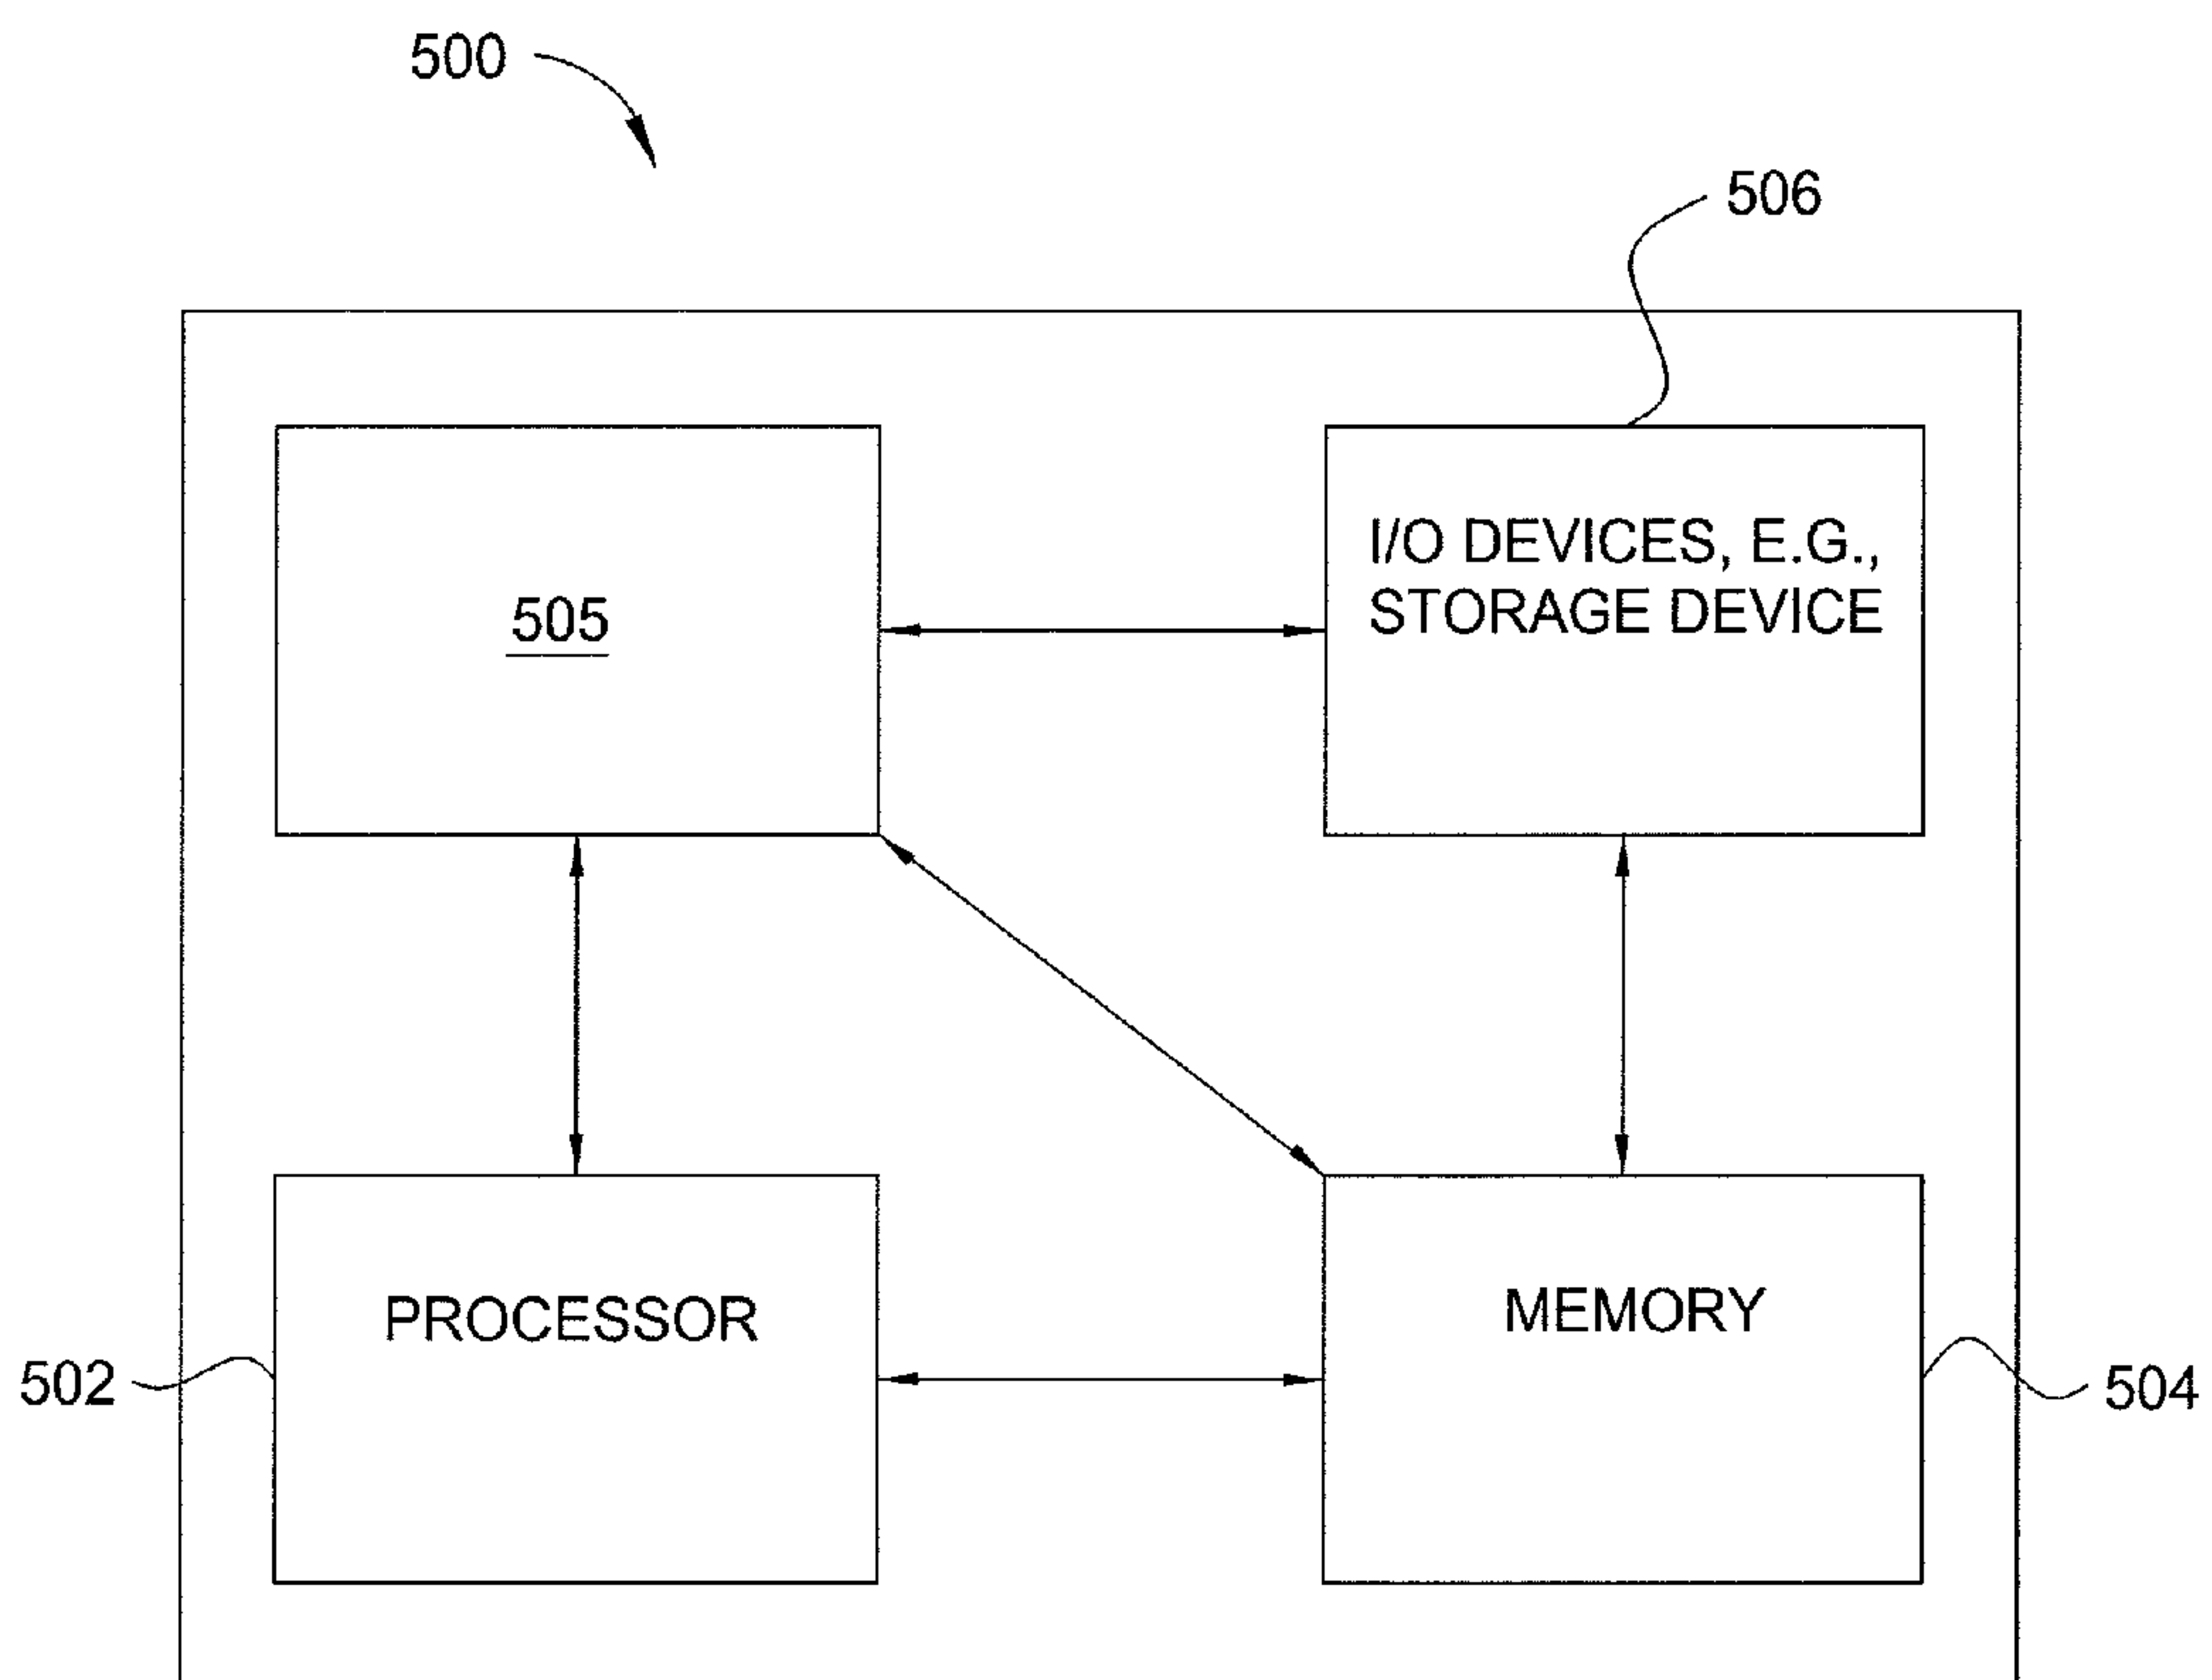 500
506
505
I/O DEVICES, E.G.,
STORAGE DEVICE
PROCESSOR
MEMORY
502
504